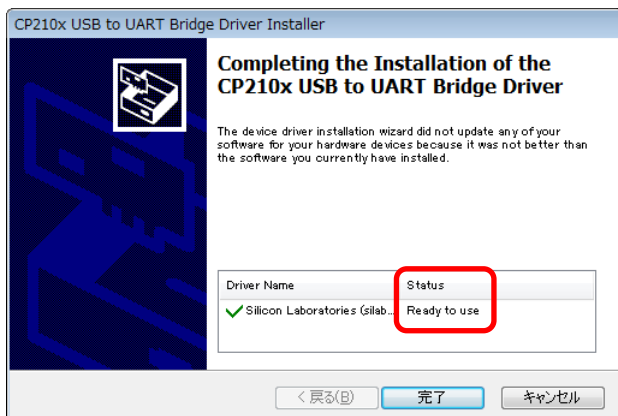 CP210x USB to UART Bridge Driver Installer
Completing the Installation of the
CP210x USB to UART Bridge Driver
The device driver installation wizard did not update any of your
software for your hardware devices because it was not better than
the software you currently have installed.
Driver Name Status
Silicon Laboratories (silab... Ready to use
< 戻る(B) 完了 キャンセル